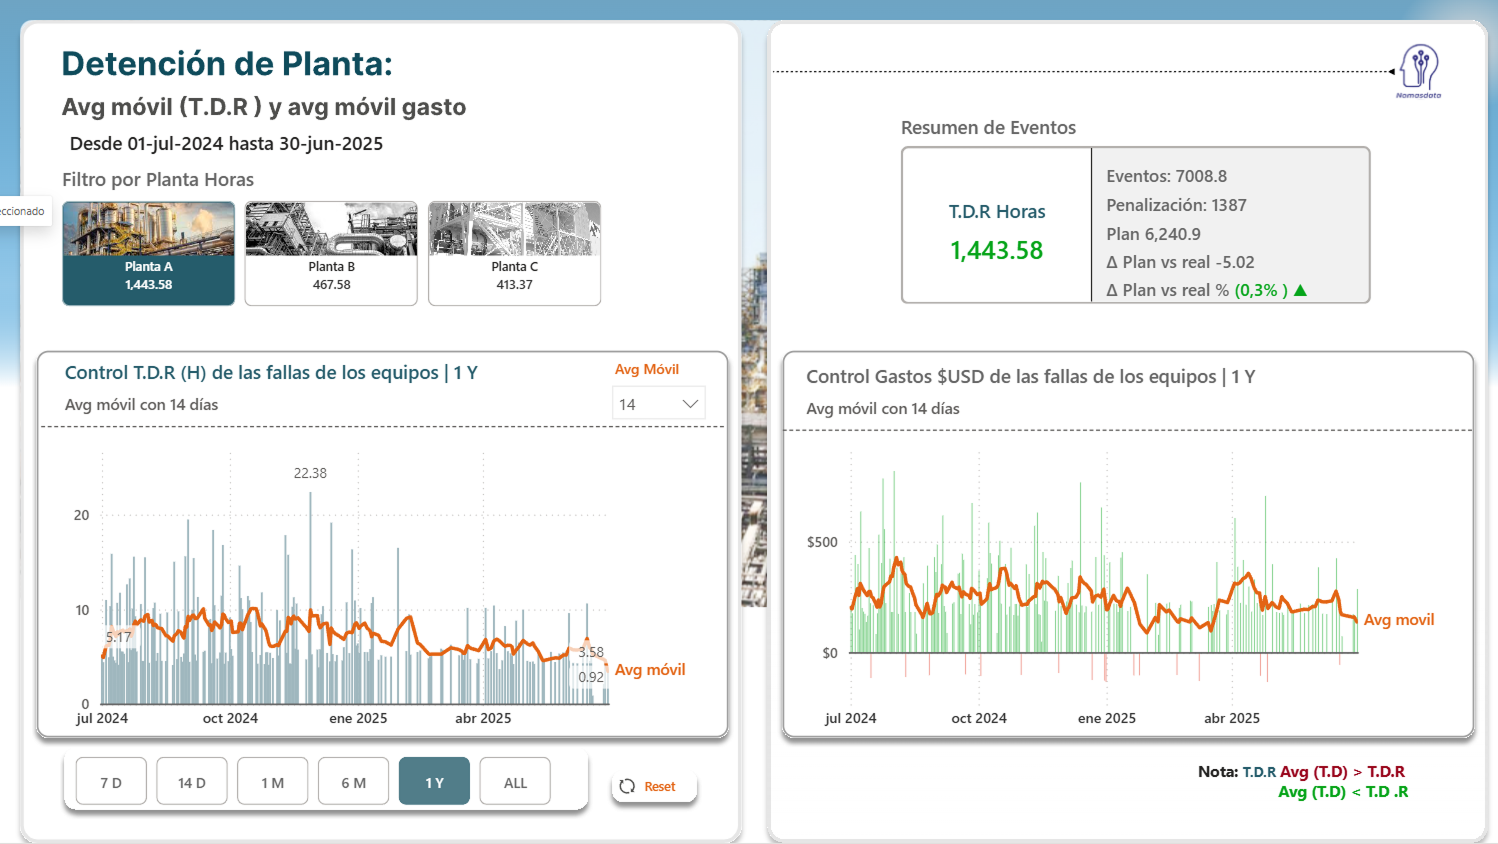 Detención de Planta:
Avg móvil (T.D.R ) y avg móvil gasto
Desde 01-jul-2024 hasta 30-jun-2025
Filtro por Planta Horas
eccionado
Planta A
1,443.58
Planta B
467.58
Planta C
413.37
Control T.D.R (H) de las fallas de los equipos | 1 Y
Avg móvil con 14 días
Avg Móvil
14
22.38
20
10
0
5.17
3.58
0.92
Avg móvil
jul 2024
oct 2024
ene 2025
abr 2025
7 D
14 D
1 M
6 M
1 Y
ALL
Reset
Nomasdata
Resumen de Eventos
T.D.R Horas
1,443.58
Eventos: 7008.8
Penalización: 1387
Plan 6,240.9
Δ Plan vs real -5.02
Δ Plan vs real % (0,3% ) ▲
Control Gastos $USD de las fallas de los equipos | 1 Y
Avg móvil con 14 días
$500
$0
Avg movil
jul 2024
oct 2024
ene 2025
abr 2025
Nota: T.D.R Avg (T.D) > T.D.R
Avg (T.D) < T.D .R